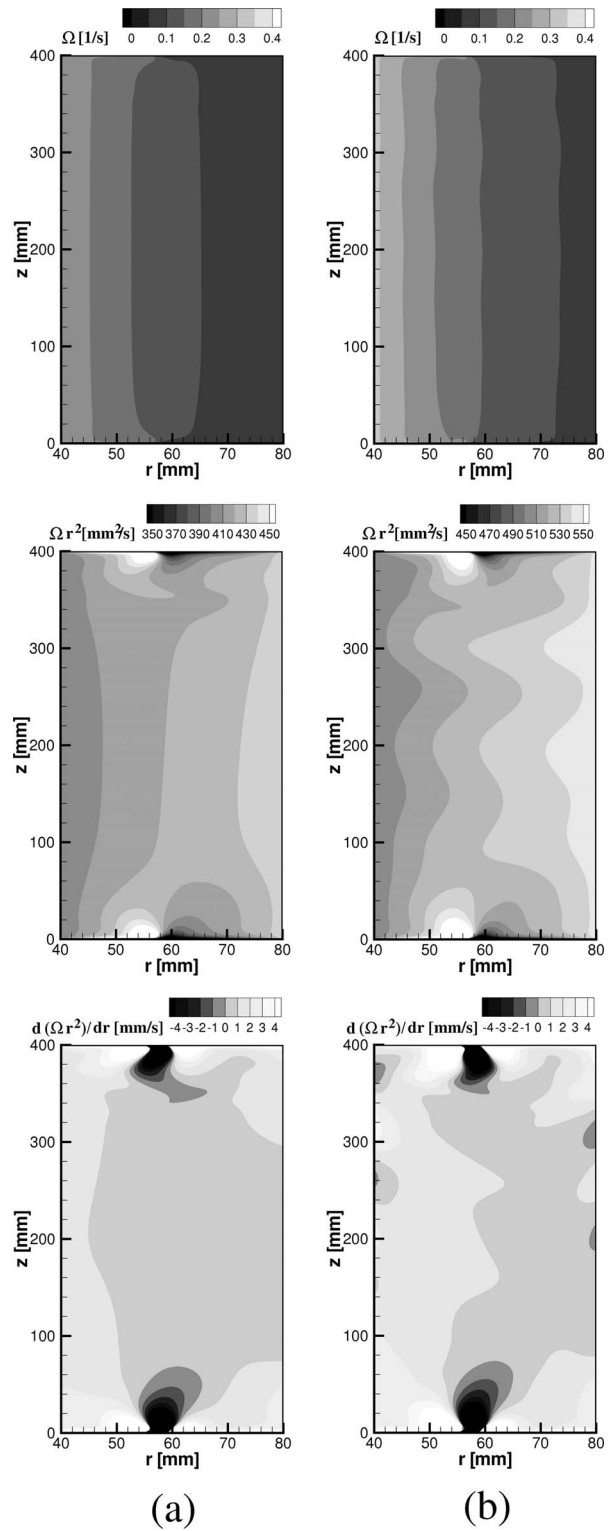 Ω [1/s] 0 0.1 0.2 0.3 0.4
400
300
200
100
0
z [mm]
40 50 60 70 80
r [mm]
Ω [1/s] 0 0.1 0.2 0.3 0.4
400
300
200
100
0
z [mm]
40 50 60 70 80
r [mm]
Ω r²[mm²/s] 350 370 390 410 430 450
400
300
200
100
0
z [mm]
40 50 60 70 80
r [mm]
Ω r²[mm²/s] 450 470 490 510 530 550
400
300
200
100
0
z [mm]
40 50 60 70 80
r [mm]
d (Ω r²)/dr [mm/s] -4 -3 -2 -1 0 1 2 3 4
400
300
200
100
0
z [mm]
40 50 60 70 80
r [mm]
d (Ω r²)/dr [mm/s] -4 -3 -2 -1 0 1 2 3 4
400
300
200
100
0
z [mm]
40 50 60 70 80
r [mm]
(a)
(b)